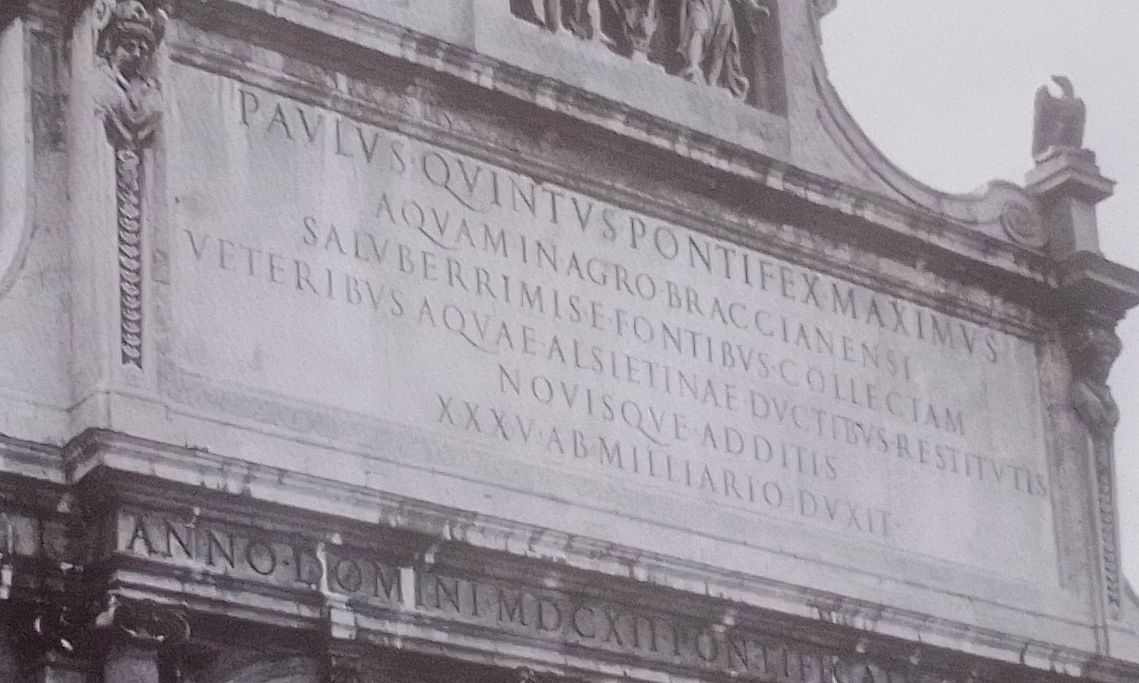 PAVLVS·QVINTVS·PONTIFEX·MAXIMVS
AQVAM·IN·AGRO·BRACCIANENSI
SALVBERRIMIS·E·FONTIBVS·COLLECTAM
VETERIBVS·AQVAE·ALSIETINAE·DVCTIBVS·RESTITVTIS
NOVISQVE·ADDITIS
XXXV·AB·MILLIARIO·DVXIT·
ANNO·DOMINI·MDCXII·